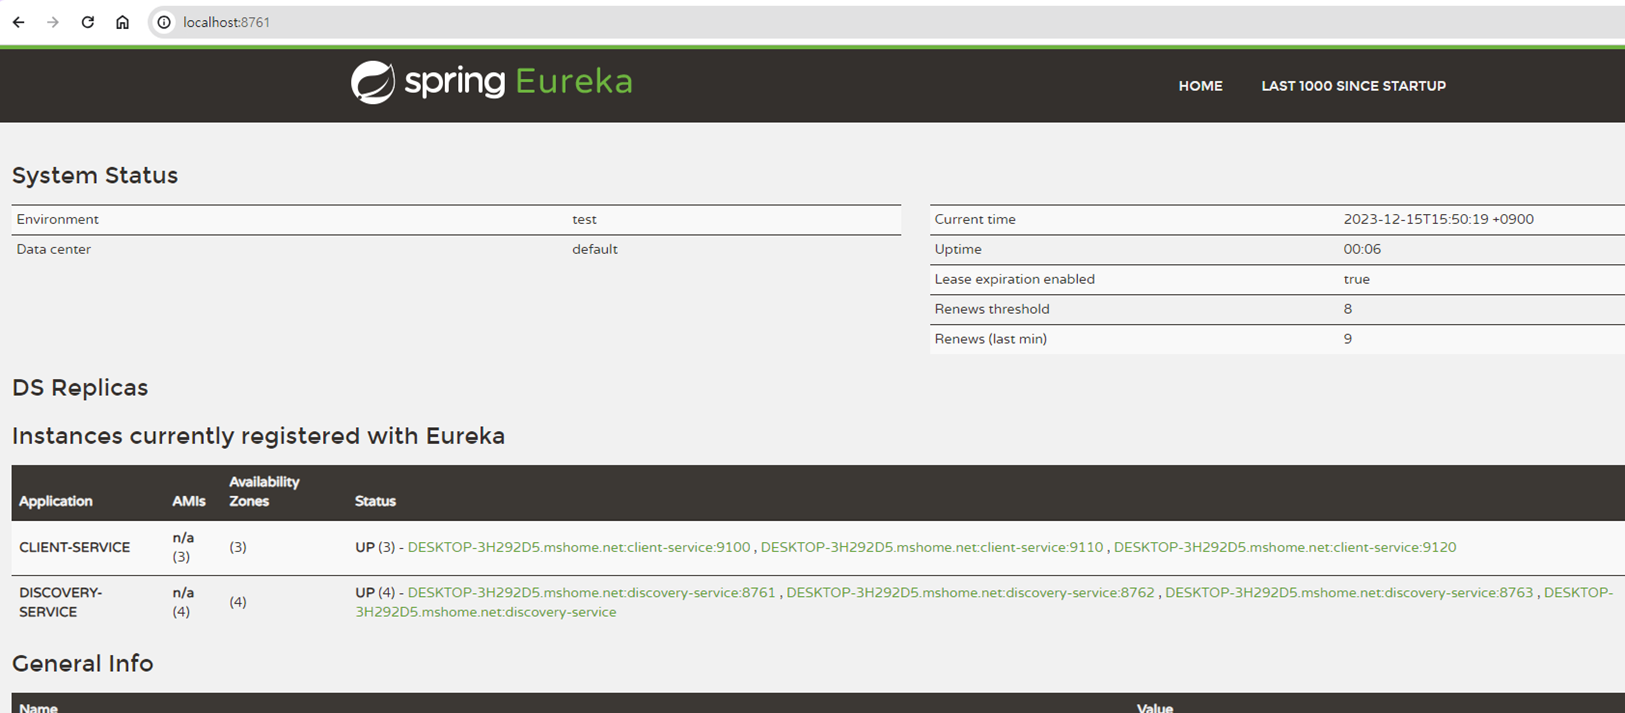 localhost:8761
spring Eureka
HOME LAST 1000 SINCE STARTUP
System Status
Environment test
Data center default
Current time 2023-12-15T15:50:19 +0900
Uptime 00:06
Lease expiration enabled true
Renews threshold 8
Renews (last min) 9
DS Replicas
Instances currently registered with Eureka
Application AMIs Availability Zones Status
CLIENT-SERVICE n/a (3) (3) UP (3) - DESKTOP-3H292D5.mshome.net:client-service:9100 , DESKTOP-3H292D5.mshome.net:client-service:9110 , DESKTOP-3H292D5.mshome.net:client-service:9120
DISCOVERY-SERVICE n/a (4) (4) UP (4) - DESKTOP-3H292D5.mshome.net:discovery-service:8761 , DESKTOP-3H292D5.mshome.net:discovery-service:8762 , DESKTOP-3H292D5.mshome.net:discovery-service:8763 , DESKTOP-
3H292D5.mshome.net:discovery-service
General Info
Name Value